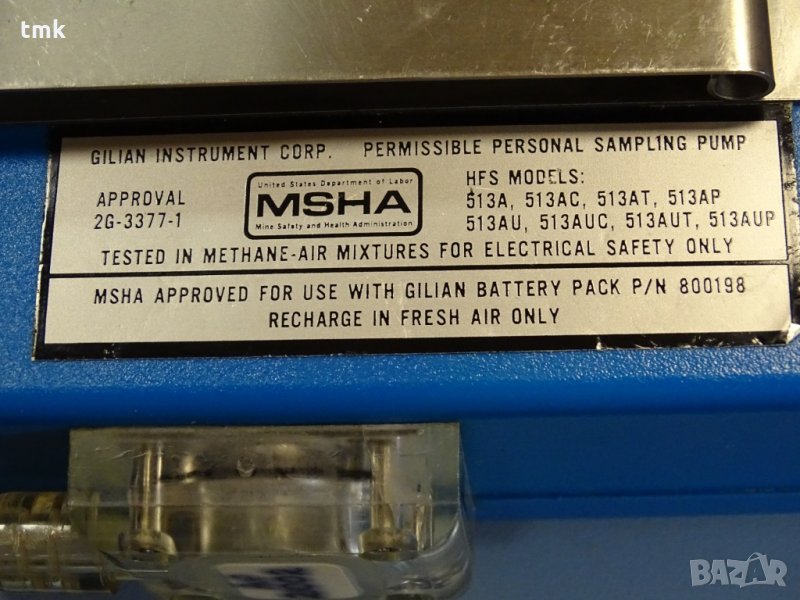 tmk
GILIAN INSTRUMENT CORP. PERMISSIBLE PERSONAL SAMPLING PUMP
APPROVAL
2G-3377-1
United States Department of Labor
MSHA
Mine Safety and Health Administration
HFS MODELS:
513A, 513AC, 513AT, 513AP
513AU, 513AUC, 513AUT, 513AUP
TESTED IN METHANE-AIR MIXTURES FOR ELECTRICAL SAFETY ONLY
MSHA APPROVED FOR USE WITH GILIAN BATTERY PACK P/N 800198
RECHARGE IN FRESH AIR ONLY
BAZAR